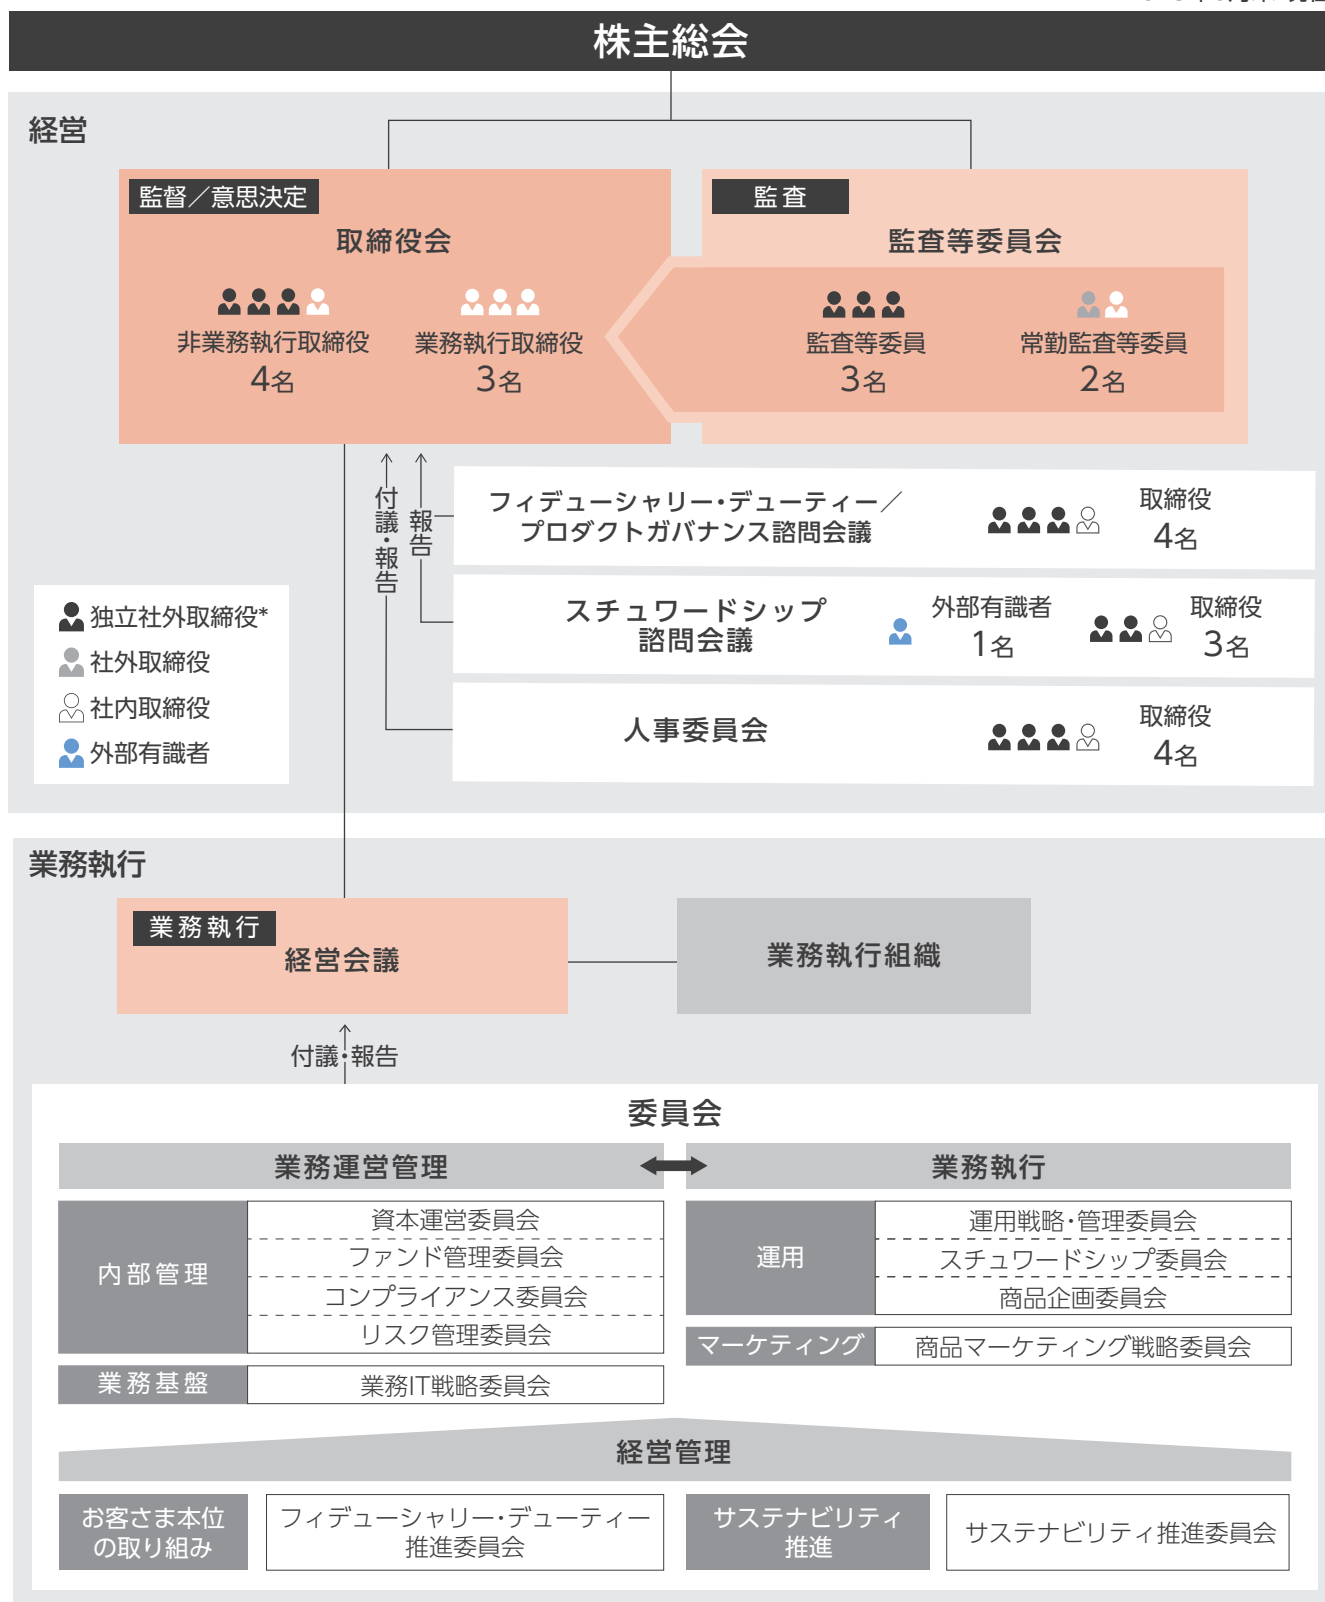 株主総会
経営
監督／意思決定
取締役会
非業務執行取締役
4名
業務執行取締役
3名
監査
監査等委員会
監査等委員
3名
常勤監査等委員
2名
付議・報告
報告
フィデューシャリー・デューティー／
プロダクトガバナンス諮問会議
取締役
4名
スチュワードシップ
諮問会議
外部有識者
1名
取締役
3名
人事委員会
取締役
4名
独立社外取締役*
社外取締役
社内取締役
外部有識者
業務執行
業務執行
経営会議
業務執行組織
付議・報告
委員会
業務運営管理
内部管理
資本運営委員会
ファンド管理委員会
コンプライアンス委員会
リスク管理委員会
業務基盤
業務IT戦略委員会
業務執行
運用
運用戦略・管理委員会
スチュワードシップ委員会
商品企画委員会
マーケティング
商品マーケティング戦略委員会
経営管理
お客さま本位
の取り組み
フィデューシャリー・デューティー
推進委員会
サステナビリティ
推進
サステナビリティ推進委員会